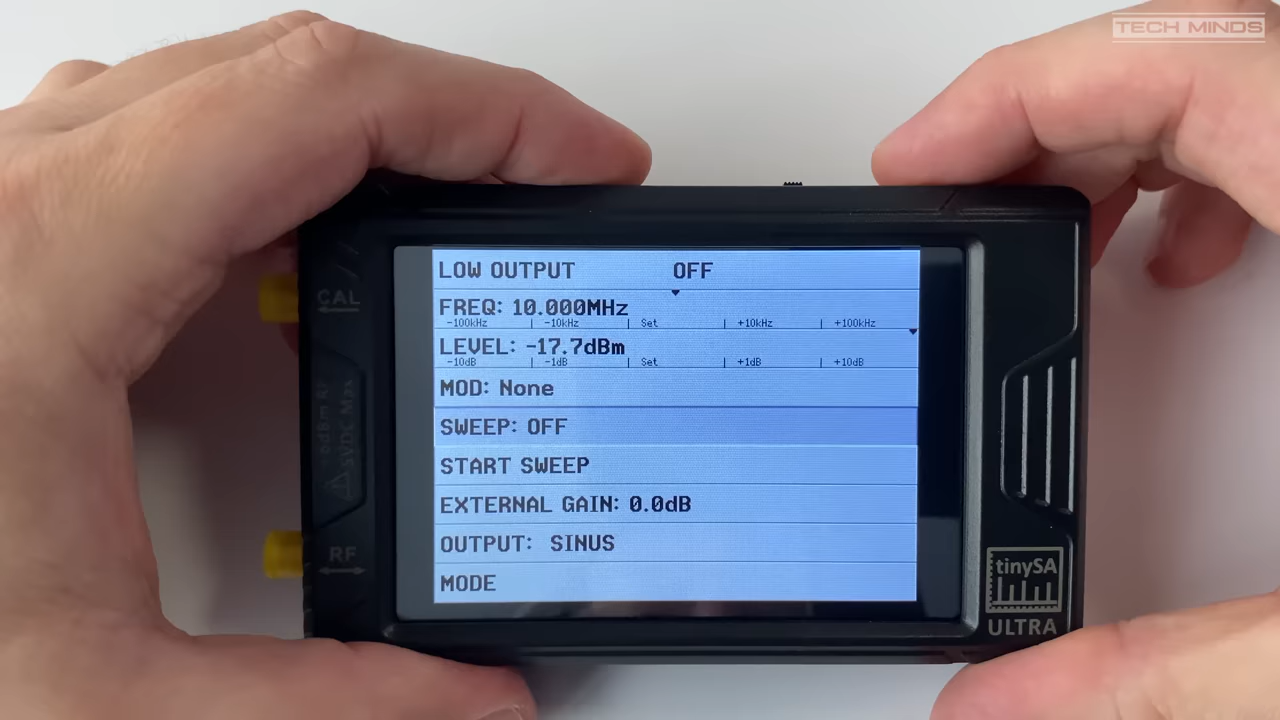 TECH MINDS
LOW OUTPUT OFF
FREQ: 10.000MHz
-100kHz | -10kHz | Set | +10kHz | +100kHz
LEVEL: -17.7dBm
-10dB | -1dB | Set | +1dB | +10dB
MOD: None
SWEEP: OFF
START SWEEP
EXTERNAL GAIN: 0.0dB
OUTPUT: SINUS
MODE
CAL
5VDC Max
RF
tinySA
ULTRA